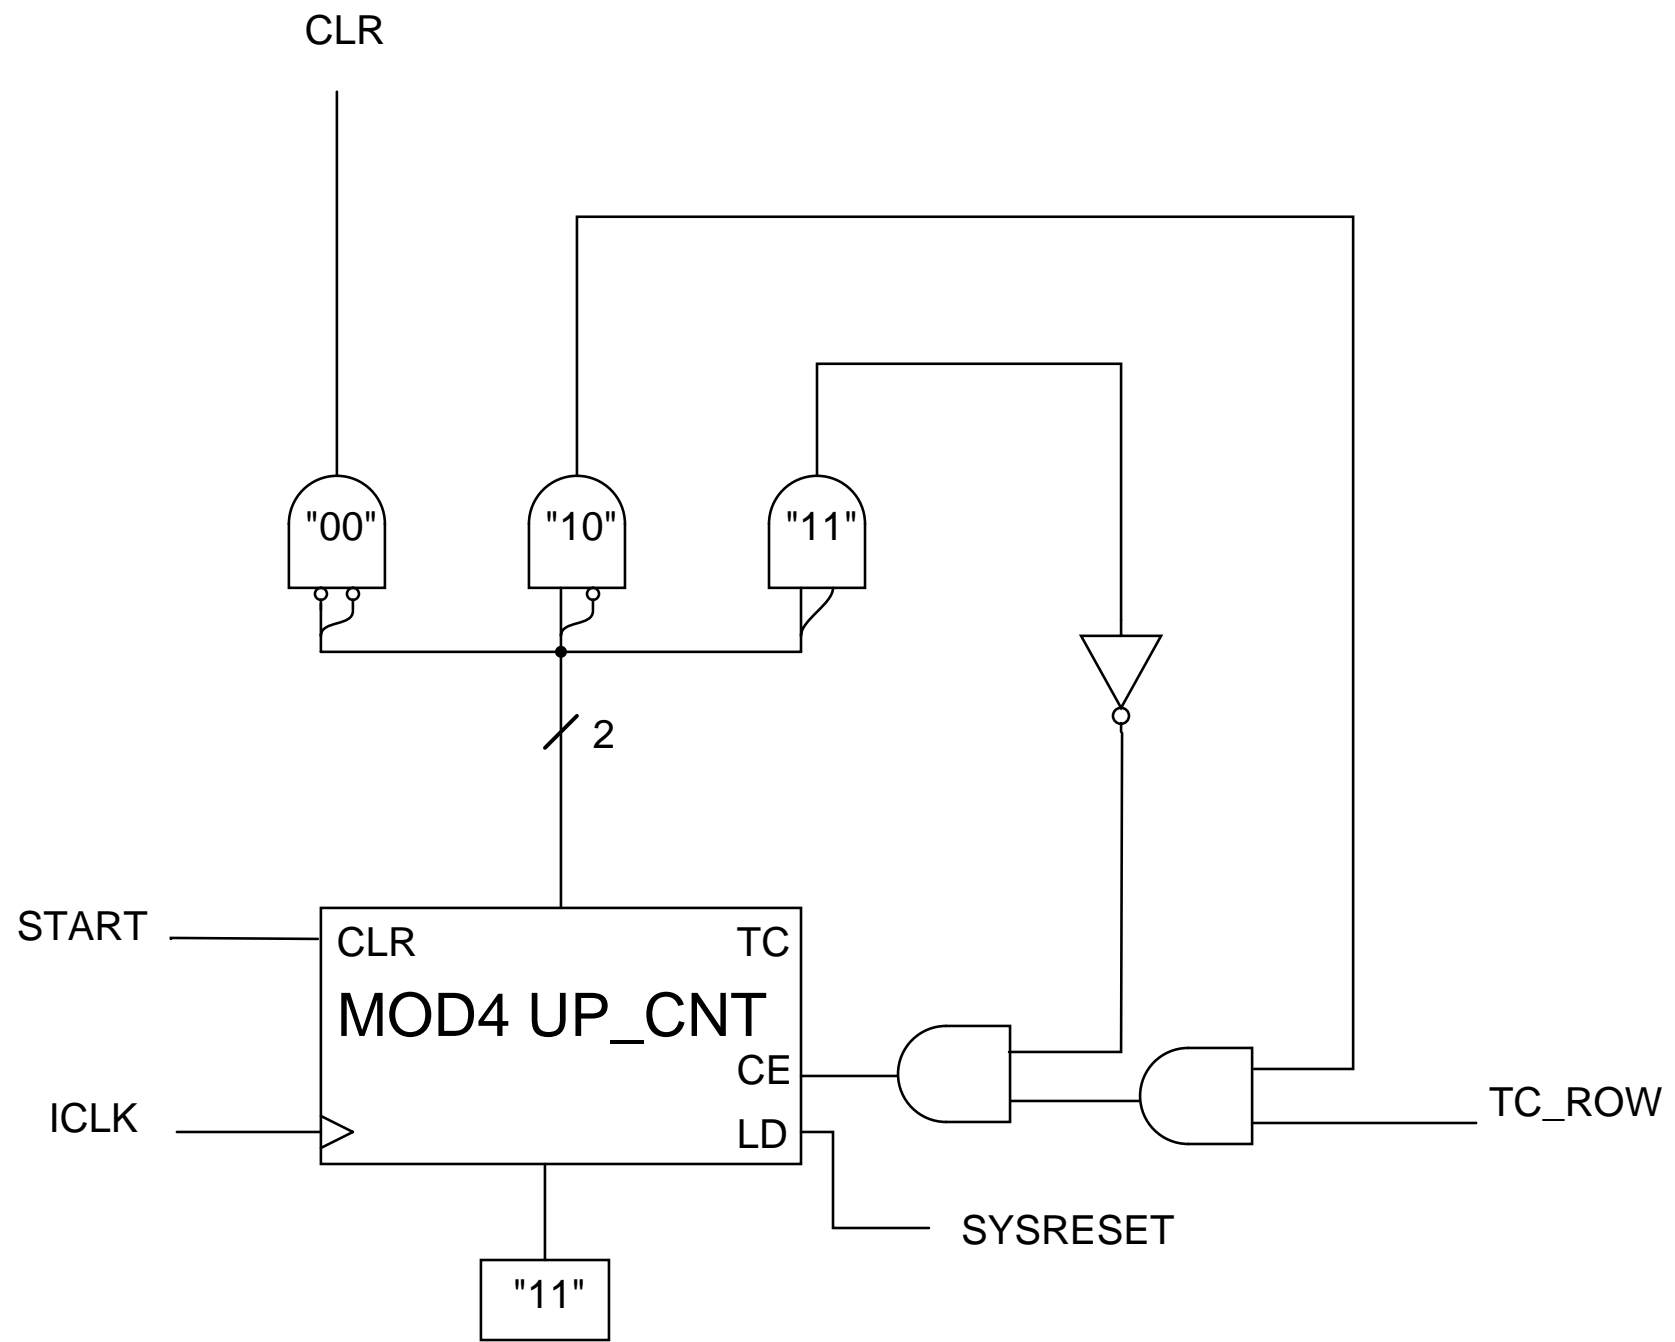 CLR
"00"
"10"
"11"
2
START
CLR
TC
MOD4 UP_CNT
CE
TC_ROW
ICLK
LD
SYSRESET
"11"